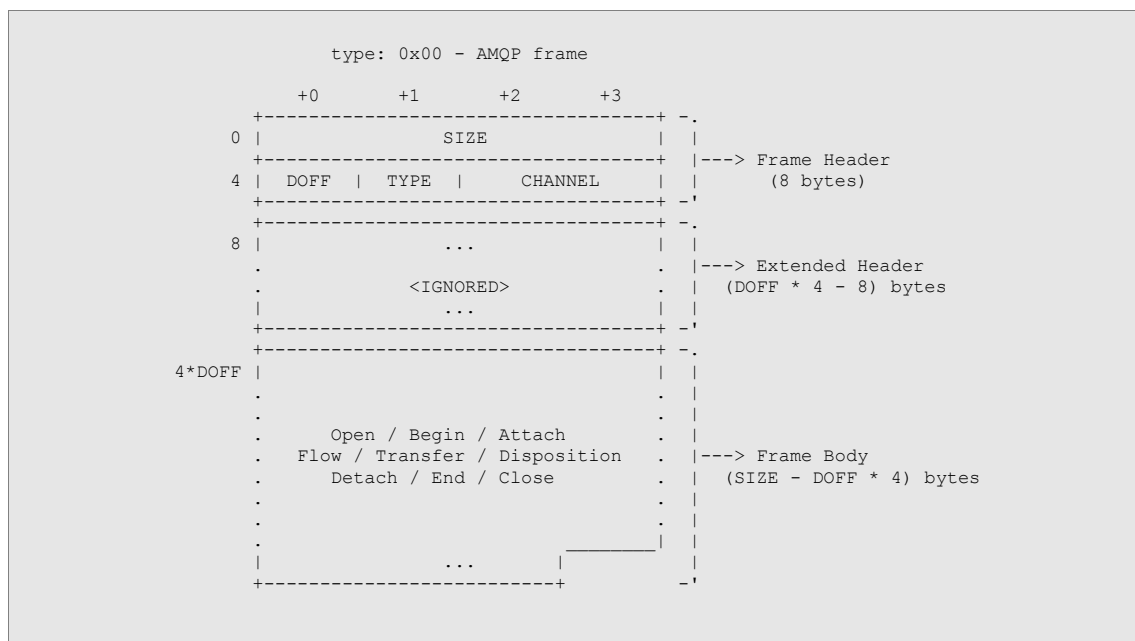 type: 0x00 - AMQP frame
+0 +1 +2 +3
+-----------------------------------+ -.
0 | SIZE | |
+-----------------------------------+ |---> Frame Header
4 | DOFF | TYPE | CHANNEL | | (8 bytes)
+-----------------------------------+ -'
+-----------------------------------+ -.
8 | ... | |
. . |---> Extended Header
. <IGNORED> . | (DOFF * 4 - 8) bytes
| ... | |
+-----------------------------------+ -'
+-----------------------------------+ -.
4*DOFF | | |
. . |
. . |
. Open / Begin / Attach . |
. Flow / Transfer / Disposition . |---> Frame Body
. Detach / End / Close . | (SIZE - DOFF * 4) bytes
. . |
. . |
. ________| |
| ... | |
+--------------------------+ -'